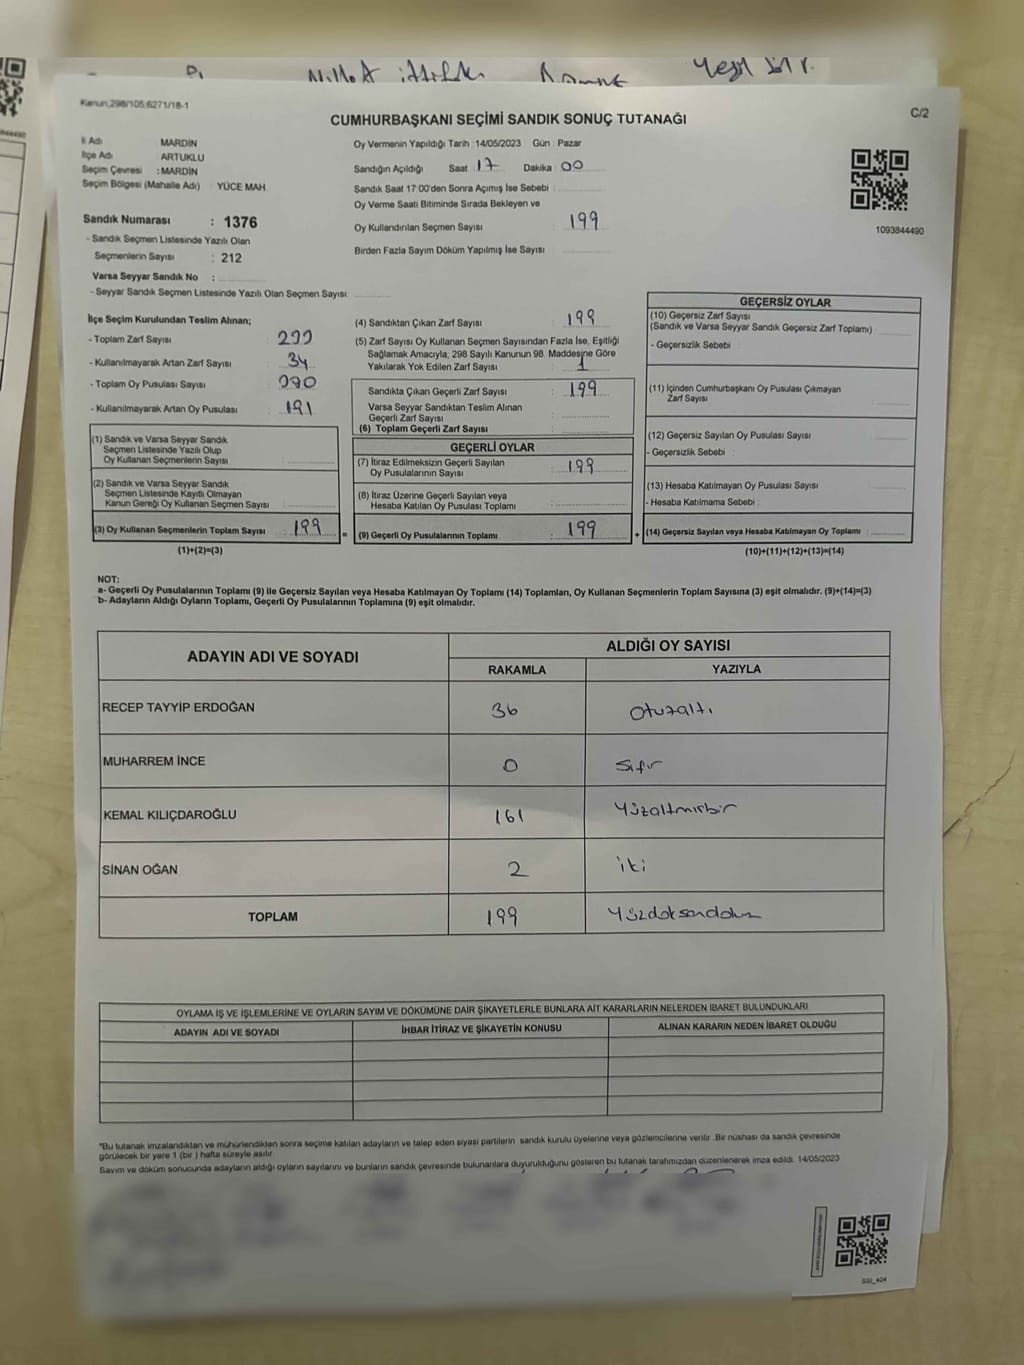 Millet ittifakı
Yeşil Sol P.
Kanun:298/105;6271/18-1
C/2
CUMHURBAŞKANI SEÇİMİ SANDIK SONUÇ TUTANAĞI
İl Adı MARDİN
İlçe Adı ARTUKLU
Seçim Çevresi : MARDİN
Seçim Bölgesi (Mahalle Adı) YÜCE MAH.
Oy Vermenin Yapıldığı Tarih : 14/05/2023 Gün : Pazar
Sandığın Açıldığı Saat 17 Dakika 00
Sandık Saat 17:00'den Sonra Açımış İse Sebebi :
Oy Verme Saati Bitiminde Sırada Bekleyen ve
Oy Kullandırılan Seçmen Sayısı : 199
Birden Fazla Sayım Döküm Yapılmış İse Sayısı :
1093844490
Sandık Numarası : 1376
- Sandık Seçmen Listesinde Yazılı Olan
Seçmenlerin Sayısı : 212
Varsa Seyyar Sandık No :
- Seyyar Sandık Seçmen Listesinde Yazılı Olan Seçmen Sayısı:
İlçe Seçim Kurulundan Teslim Alınan;
- Toplam Zarf Sayısı :
- Kullanılmayarak Artan Zarf Sayısı : 34
- Toplam Oy Pusulası Sayısı :
- Kullanılmayarak Artan Oy Pusulası : 191
(1) Sandık ve Varsa Seyyar Sandık
Seçmen Listesinde Yazılı Olup
Oy Kullanan Seçmenlerin Sayısı :
(2) Sandık ve Varsa Seyyar Sandık
Seçmen Listesinde Kayıtlı Olmayan
Kanun Gereği Oy Kullanan Seçmen Sayısı :
(3) Oy Kullanan Seçmenlerin Toplam Sayısı : 199
(1)+(2)=(3)
(4) Sandıktan Çıkan Zarf Sayısı : 199
(5) Zarf Sayısı Oy Kullanan Seçmen Sayısından Fazla İse, Eşitliği
Sağlamak Amacıyla, 298 Sayılı Kanunun 98. Maddesine Göre
Yakılarak Yok Edilen Zarf Sayısı : 1
Sandıkta Çıkan Geçerli Zarf Sayısı : 199
Varsa Seyyar Sandıktan Teslim Alınan
Geçerli Zarf Sayısı :
(6) Toplam Geçerli Zarf Sayısı :
GEÇERLİ OYLAR
(7) İtiraz Edilmeksizin Geçerli Sayılan
Oy Pusulalarının Sayısı : 199
(8) İtiraz Üzerine Geçerli Sayılan veya
Hesaba Katılan Oy Pusulası Toplamı :
= (9) Geçerli Oy Pusulalarının Toplamı : 199 +
GEÇERSİZ OYLAR
(10) Geçersiz Zarf Sayısı
(Sandık ve Varsa Seyyar Sandık Geçersiz Zarf Toplamı) :
- Geçersizlik Sebebi :
(11) İçinden Cumhurbaşkanı Oy Pusulası Çıkmayan
Zarf Sayısı :
(12) Geçersiz Sayılan Oy Pusulası Sayısı :
- Geçersizlik Sebebi :
(13) Hesaba Katılmayan Oy Pusulası Sayısı :
- Hesaba Katılmama Sebebi :
(14) Geçersiz Sayılan veya Hesaba Katılmayan Oy Toplamı :
(10)+(11)+(12)+(13)=(14)
NOT:
a- Geçerli Oy Pusulalarının Toplamı (9) ile Geçersiz Sayılan veya Hesaba Katılmayan Oy Toplamı (14) Toplamları, Oy Kullanan Seçmenlerin Toplam Sayısına (3) eşit olmalıdır. (9)+(14)=(3)
b- Adayların Aldığı Oyların Toplamı, Geçerli Oy Pusulalarının Toplamına (9) eşit olmalıdır.
ADAYIN ADI VE SOYADI
ALDIĞI OY SAYISI
RAKAMLA YAZIYLA
RECEP TAYYİP ERDOĞAN 36 Otuzaltı
MUHARREM İNCE 0 Sıfır
KEMAL KILIÇDAROĞLU 161 Yüzaltmışbir
SİNAN OĞAN 2 iki
TOPLAM 199 Yüzdoksandokuz
OYLAMA İŞ VE İŞLEMLERİNE VE OYLARIN SAYIM VE DÖKÜMÜNE DAİR ŞİKAYETLERLE BUNLARA AİT KARARLARIN NELERDEN İBARET BULUNDUKLARI
ADAYIN ADI VE SOYADI İHBAR İTİRAZ VE ŞİKAYETİN KONUSU ALINAN KARARIN NEDEN İBARET OLDUĞU
*Bu tutanak imzalandıktan ve mühürlendikten sonra seçime katılan adayların ve talep eden siyasi partilerin sandık kurulu üyelerine veya gözlemcilerine verilir. Bir nüshası da sandık çevresinde
görülecek bir yere 1 (bir ) hafta süreyle asılır.
Sayım ve döküm sonucunda adayların aldığı oyların sayılarını ve bunların sandık çevresinde bulunanlara duyurulduğunu gösteren bu tutanak tarafımızdan düzenlenerek imza edildi. 14/05/2023
SSI_404